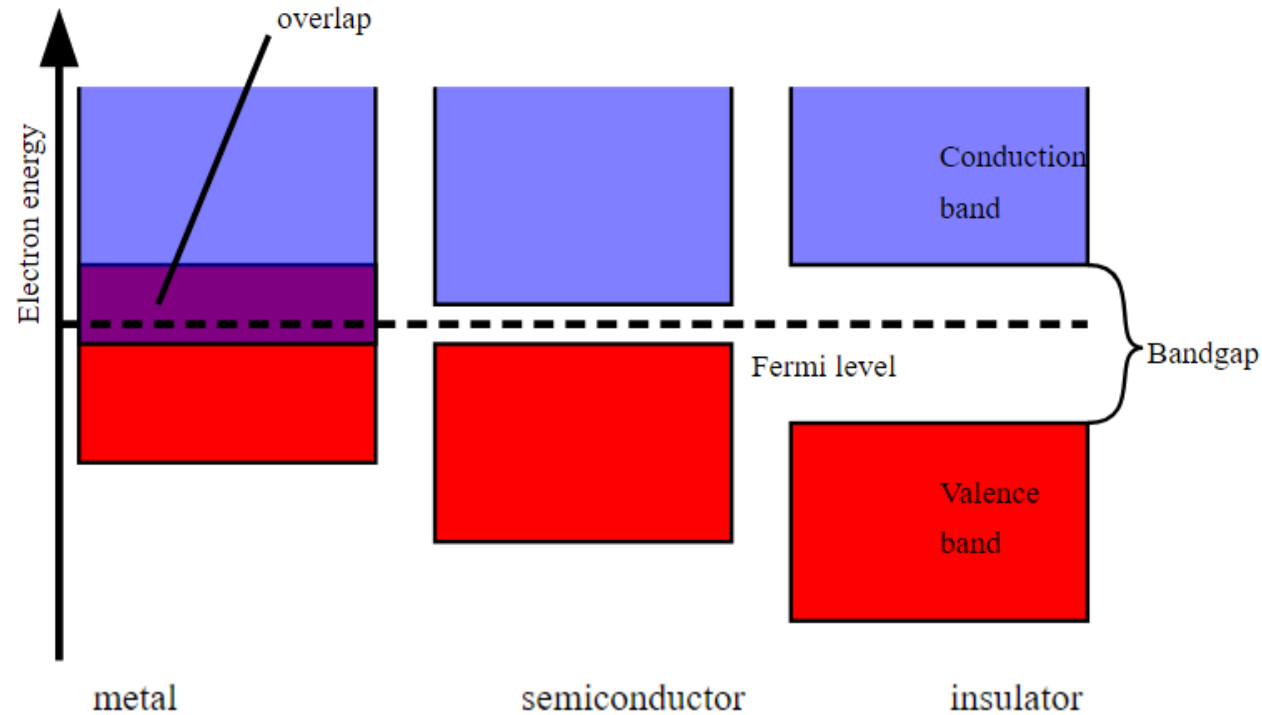 overlap
Electron energy
Conduction
band
Fermi level
Bandgap
Valence
band
metal
semiconductor
insulator